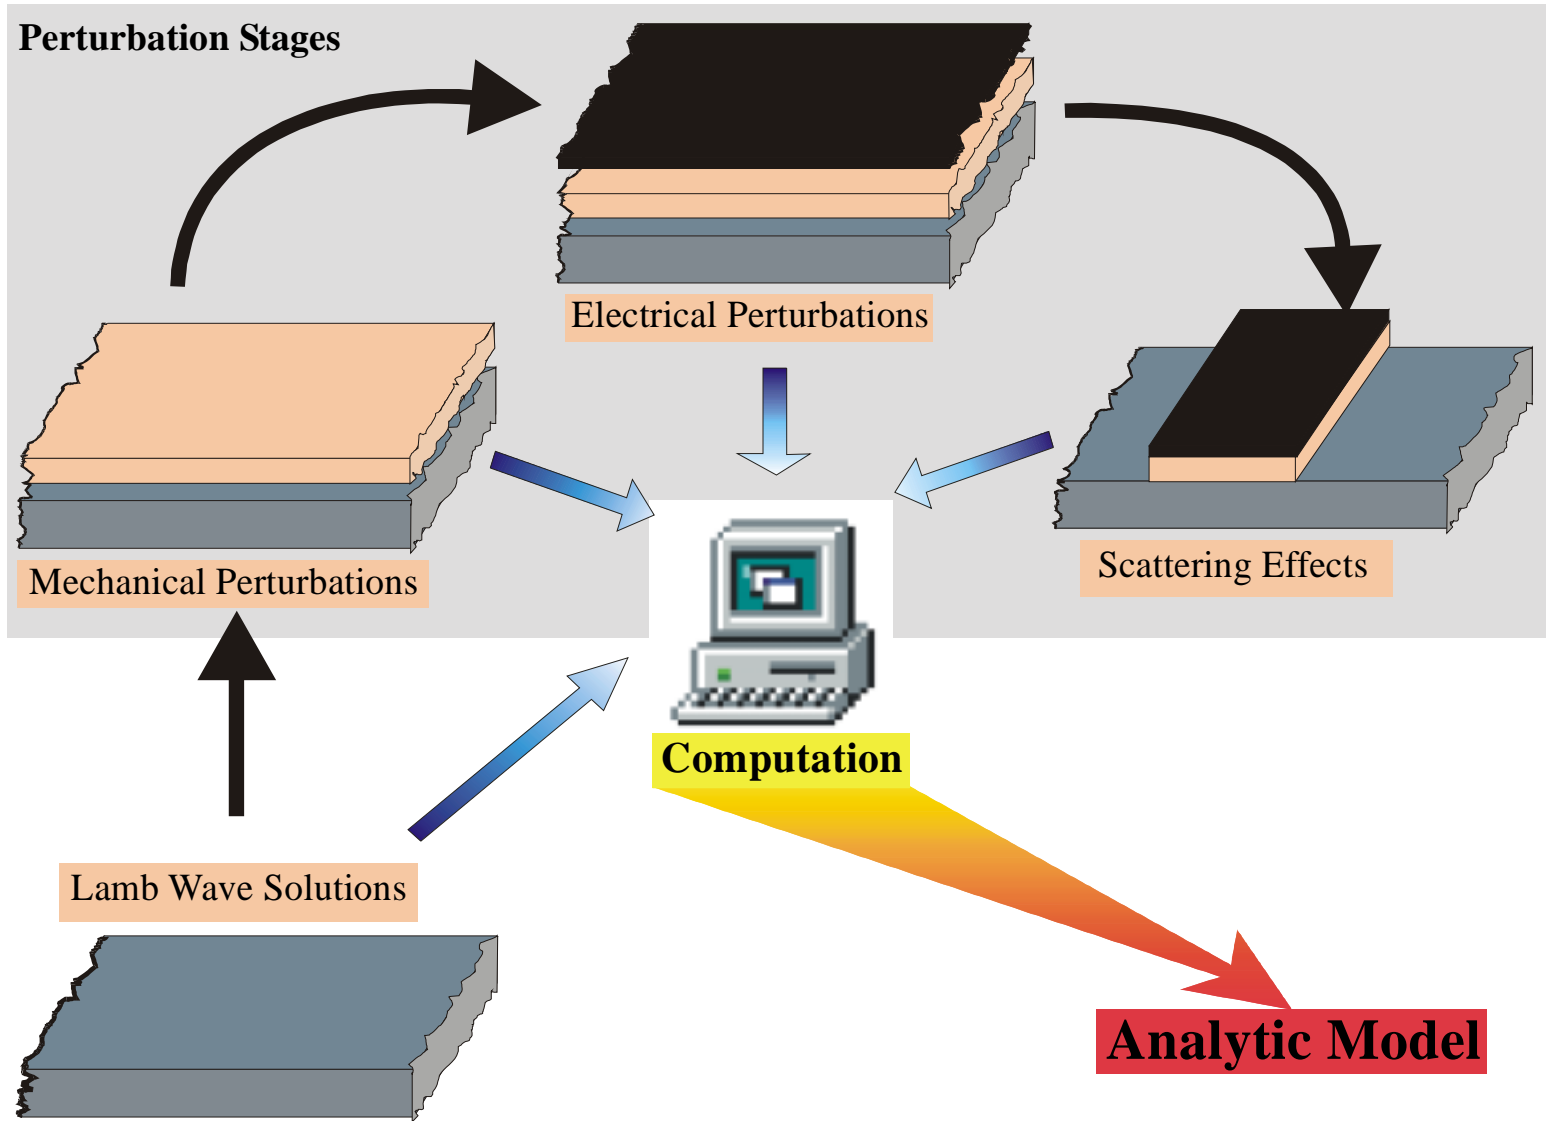 Perturbation Stages
Electrical Perturbations
Mechanical Perturbations
Scattering Effects
Computation
Lamb Wave Solutions
Analytic Model